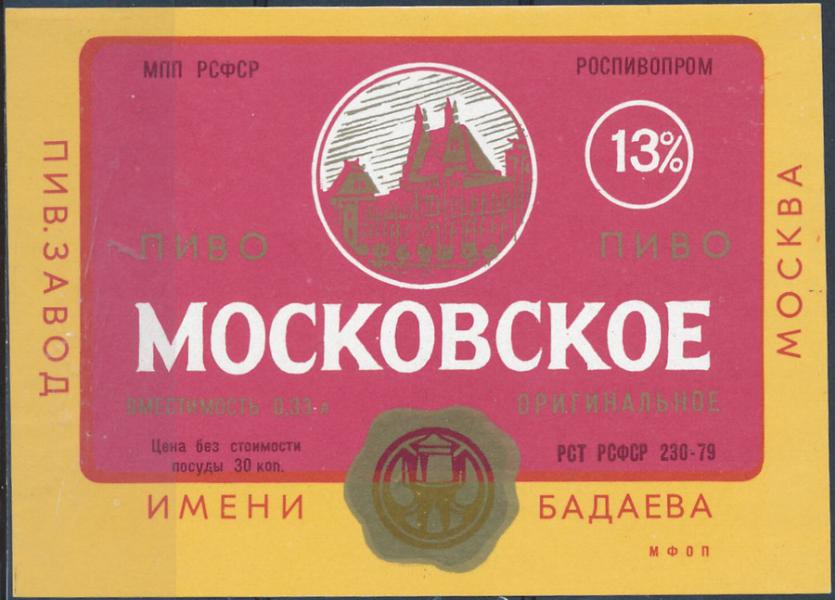 МПП РСФСР
РОСПИВОПРОМ
13%
ПИВ. ЗАВОД
МОСКВА
ПИВО
ПИВО
МОСКОВСКОЕ
ВМЕСТИМОСТЬ 0,33 л
ОРИГИНАЛЬНОЕ
Цена без стоимости
посуды 30 коп.
РСТ РСФСР 230-79
ИМЕНИ
БАДАЕВА
МФОП